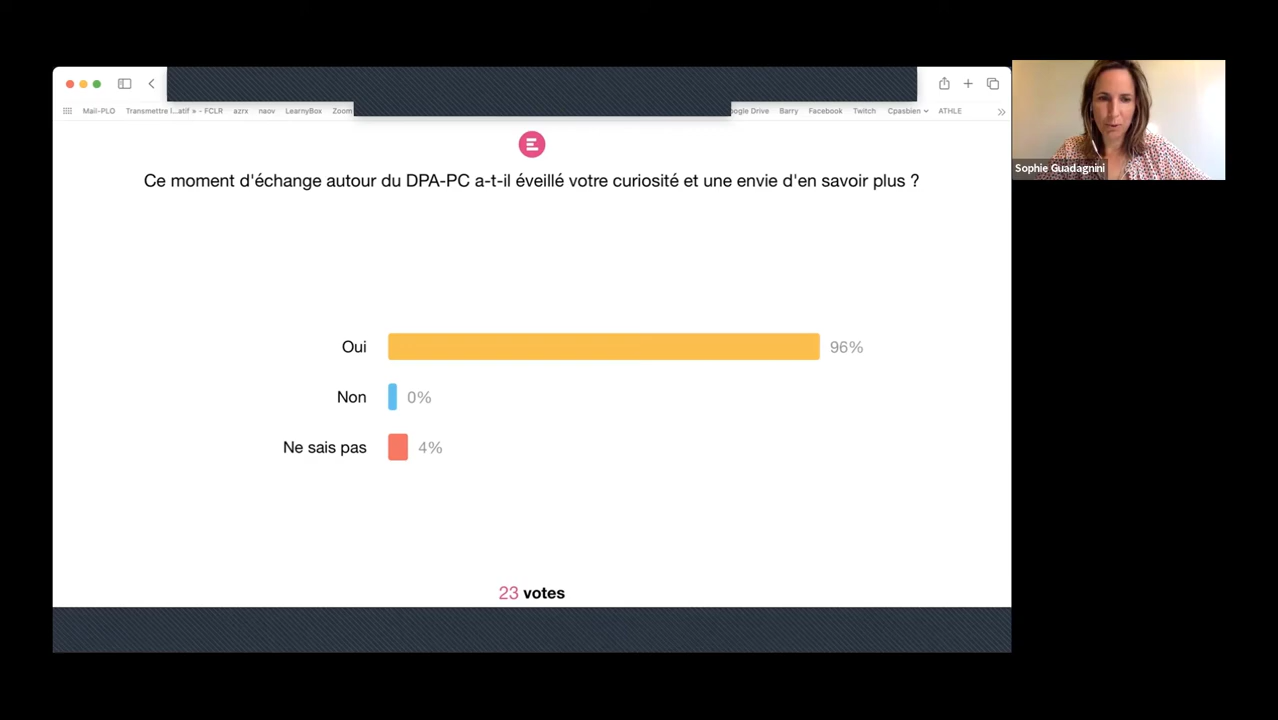 Mail-PLO Transmettre l...atif » - FCLR azrx naov LearnyBox Zoom oogle Drive Barry Facebook Twitch Cpasbien ATHLE
Ce moment d'échange autour du DPA-PC a-t-il éveillé votre curiosité et une envie d'en savoir plus ?
Sophie Guadagnini
Oui 96%
Non 0%
Ne sais pas 4%
23 votes